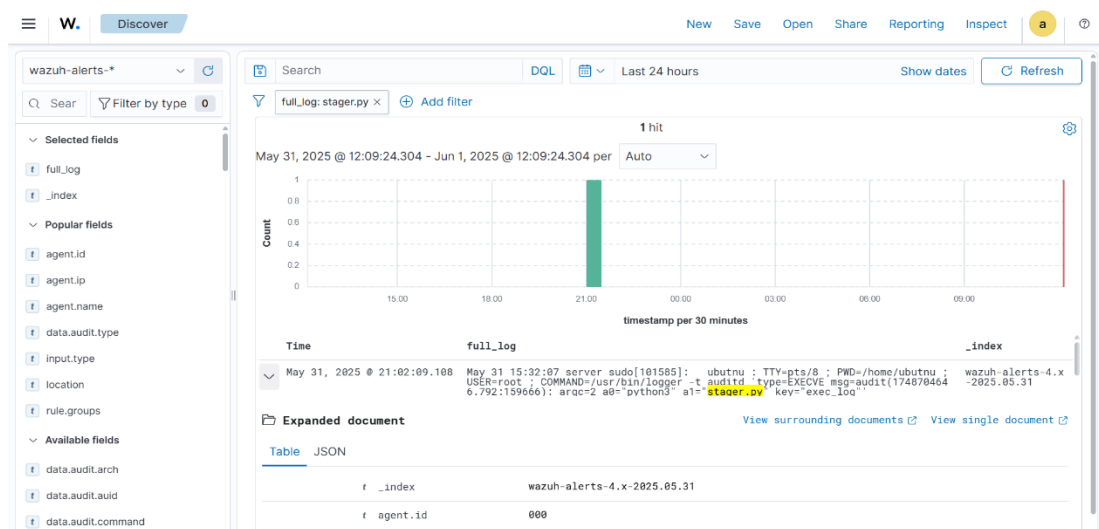 W.
Discover
New Save Open Share Reporting Inspect a
wazuh-alerts-*
Search DQL Last 24 hours Show dates Refresh
Sear Filter by type 0
full_log: stager.py × Add filter
Selected fields
t full_log
t _index
Popular fields
t agent.id
t agent.ip
t agent.name
t data.audit.type
t input.type
t location
t rule.groups
Available fields
t data.audit.arch
t data.audit.auid
t data.audit.command
1 hit
May 31, 2025 @ 12:09:24.304 - Jun 1, 2025 @ 12:09:24.304 per Auto
Count
1
0.8
0.6
0.4
0.2
0
15:00 18:00 21:00 00:00 03:00 06:00 09:00
timestamp per 30 minutes
Time full_log _index
May 31, 2025 @ 21:02:09.108 May 31 15:32:07 server sudo[101585]: ubutnu ; TTY=pts/8 ; PWD=/home/ubutnu ; wazuh-alerts-4.x
USER=root ; COMMAND=/usr/bin/logger -t auditd 'type=EXECVE msg=audit(174870464 -2025.05.31
6.792:159666): argc=2 a0="python3" a1="stager.py" key="exec_log"'
Expanded document View surrounding documents View single document
Table JSON
t _index wazuh-alerts-4.x-2025.05.31
t agent.id 000